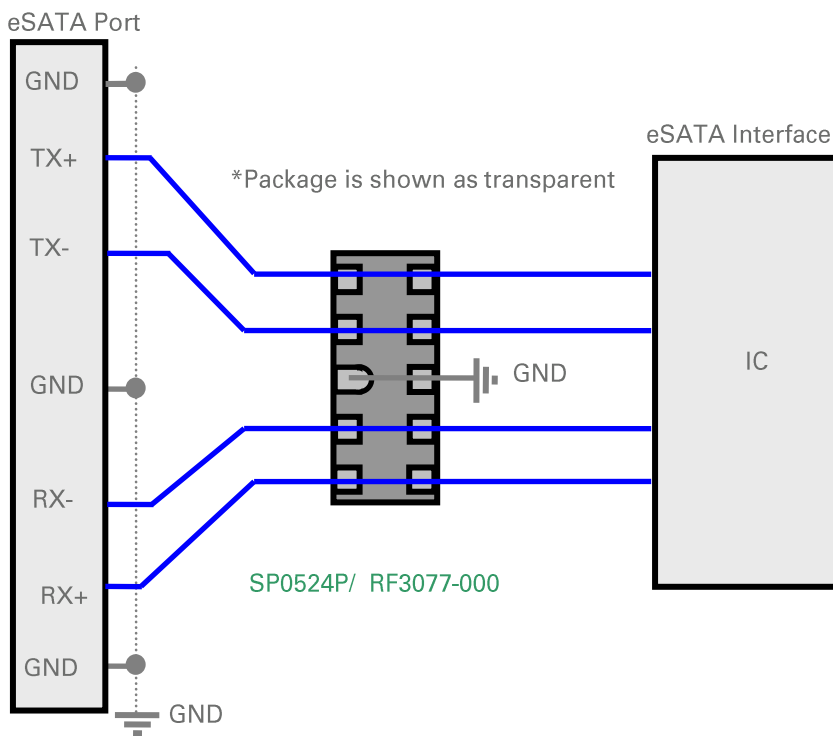 eSATA Port
GND
TX+
TX-
GND
RX-
RX+
GND
GND
*Package is shown as transparent
GND
SP0524P/ RF3077-000
eSATA Interface
IC